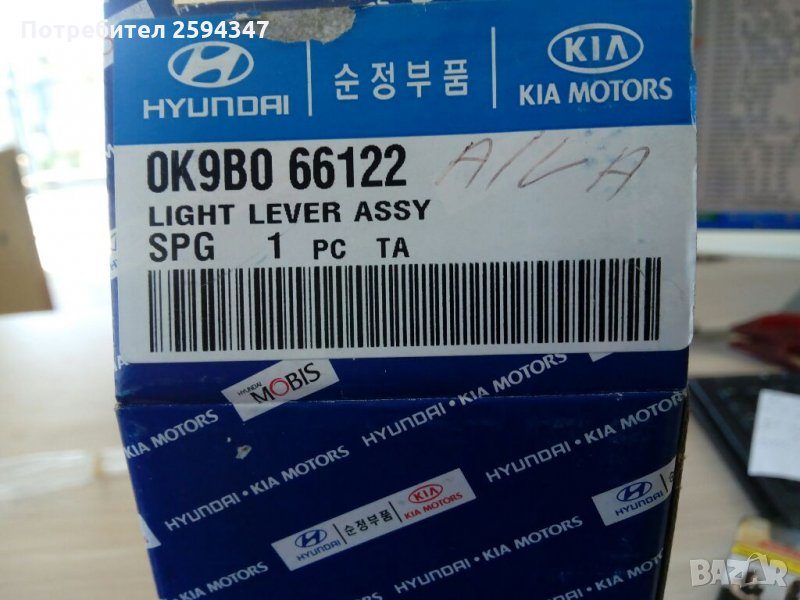 Потребител 2594347
HYUNDAI
순정부품
KIA
KIA MOTORS
0K9B0 66122
LIGHT LEVER ASSY
SPG 1 PC TA
HYUNDAI MOBIS
HYUNDAI • KIA MOTORS
HYUNDAI • KIA MOTORS
KIA MOTORS
HYUNDAI 순정부품 KIA KIA MOTORS
HYUNDAI
HYUNDAI • KIA MOTORS
KIA MOTORS
BAZAR